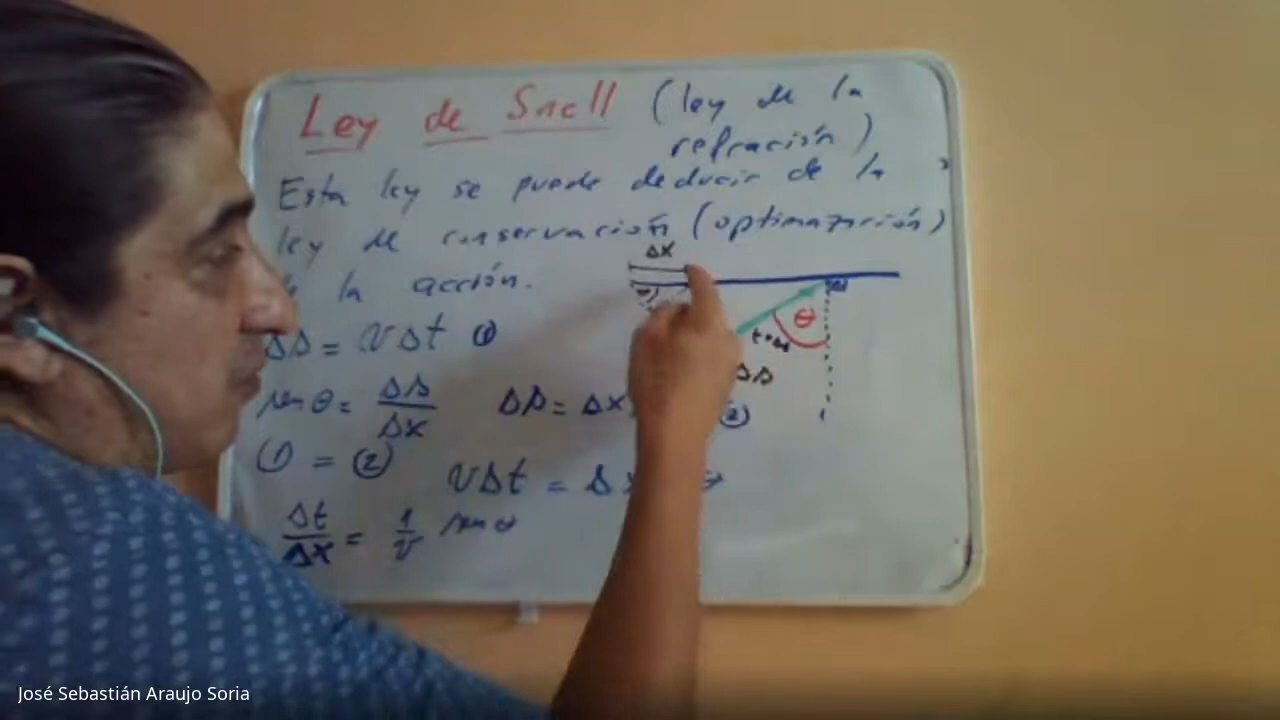 Ley de Snell (ley de la
refracción)
Esta ley se puede deducir de la
ley de conservación (optimazación)
la acción.
ΔX
θ
ΔS = vΔt ①
ΔS
sen θ = ΔS/ΔX ΔS = ΔX ②
① = ② vΔt = Δ
Δt/ΔX = 1/v sen θ
José Sebastián Araujo Soria